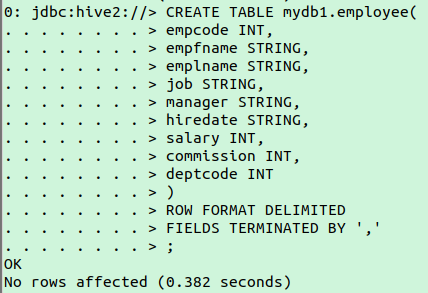 0: jdbc:hive2://> CREATE TABLE mydb1.employee(
. . . . . . . . > empcode INT,
. . . . . . . . > empfname STRING,
. . . . . . . . > emplname STRING,
. . . . . . . . > job STRING,
. . . . . . . . > manager STRING,
. . . . . . . . > hiredate STRING,
. . . . . . . . > salary INT,
. . . . . . . . > commission INT,
. . . . . . . . > deptcode INT
. . . . . . . . > )
. . . . . . . . > ROW FORMAT DELIMITED
. . . . . . . . > FIELDS TERMINATED BY ','
. . . . . . . . > ;
OK
No rows affected (0.382 seconds)